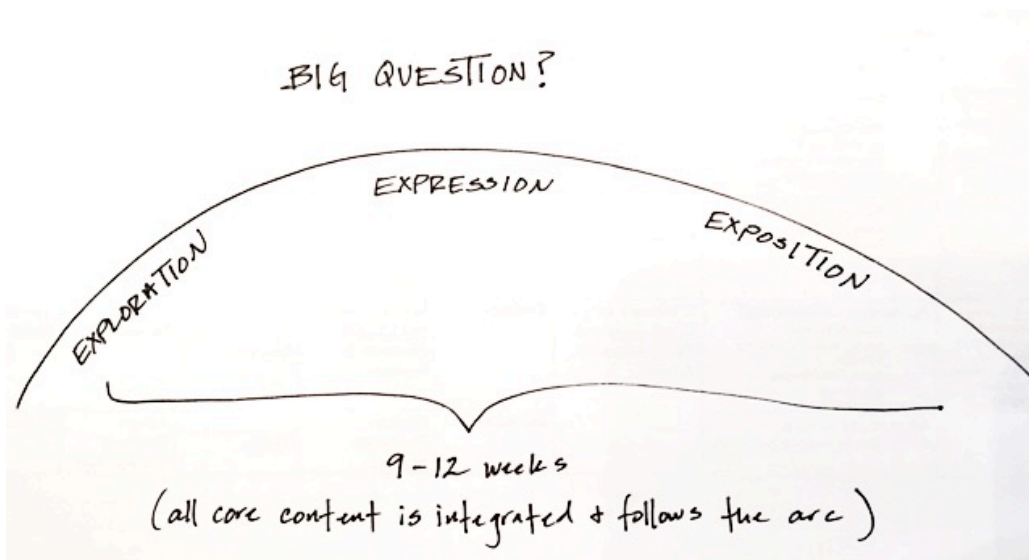 BIG QUESTION?
EXPLORATION
EXPRESSION
EXPOSITION
9-12 weeks
(all core content is integrated & follows the arc)